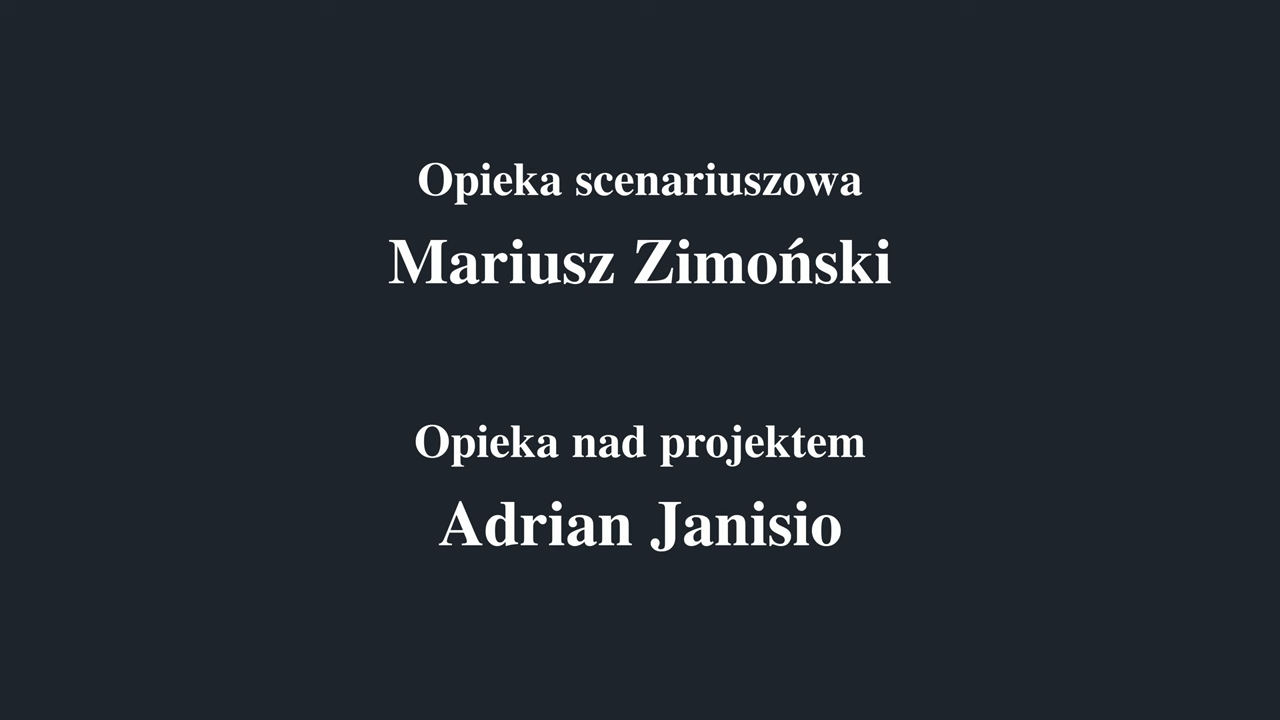 Opieka scenariuszowa
Mariusz Zimoński
Opieka nad projektem
Adrian Janisio